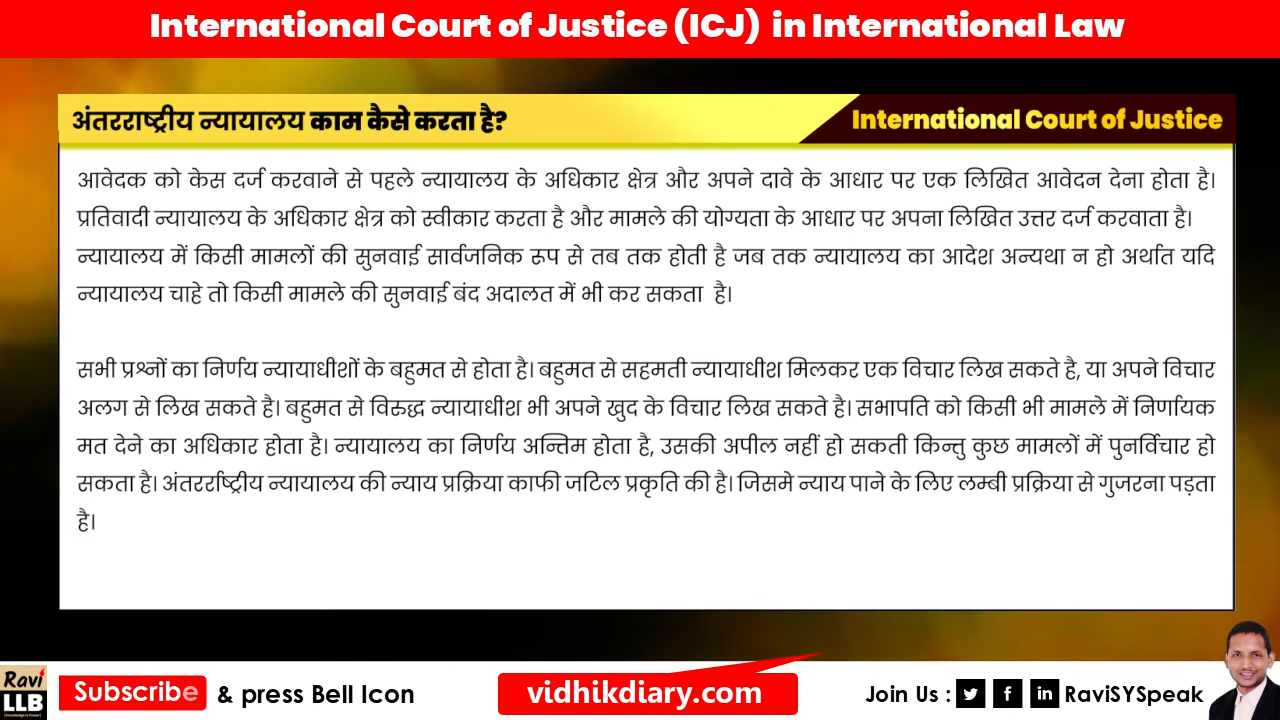 International Court of Justice (ICJ) in International Law
अंतरराष्ट्रीय न्यायालय काम कैसे करता है?
International Court of Justice
आवेदक को केस दर्ज करवाने से पहले न्यायालय के अधिकार क्षेत्र और अपने दावे के आधार पर एक लिखित आवेदन देना होता है।
प्रतिवादी न्यायालय के अधिकार क्षेत्र को स्वीकार करता है और मामले की योग्यता के आधार पर अपना लिखित उत्तर दर्ज करवाता है।
न्यायालय में किसी मामलों की सुनवाई सार्वजनिक रूप से तब तक होती है जब तक न्यायालय का आदेश अन्यथा न हो अर्थात यदि
न्यायालय चाहे तो किसी मामले की सुनवाई बंद अदालत में भी कर सकता है।
सभी प्रश्नों का निर्णय न्यायाधीशों के बहुमत से होता है। बहुमत से सहमती न्यायाधीश मिलकर एक विचार लिख सकते है, या अपने विचार
अलग से लिख सकते है। बहुमत से विरुद्ध न्यायाधीश भी अपने खुद के विचार लिख सकते है। सभापति को किसी भी मामले में निर्णायक
मत देने का अधिकार होता है। न्यायालय का निर्णय अन्तिम होता है, उसकी अपील नहीं हो सकती किन्तु कुछ मामलों में पुनर्विचार हो
सकता है। अंतर्राष्ट्रीय न्यायालय की न्याय प्रक्रिया काफी जटिल प्रकृति की है। जिसमे न्याय पाने के लिए लम्बी प्रक्रिया से गुजरना पड़ता
है।
Ravi
LLB
Subscribe & press Bell Icon
vidhikdiary.com
Join Us : RaviSYSpeak